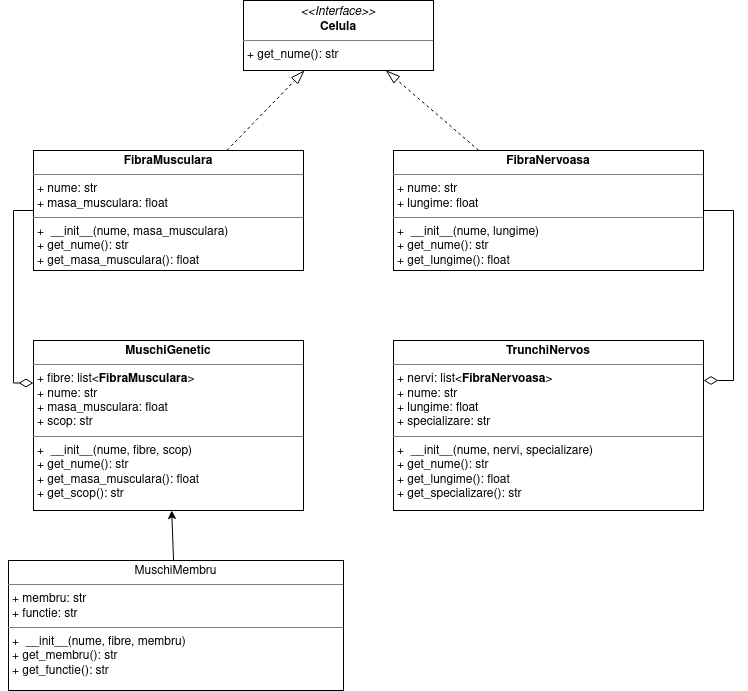 <<Interface>>
Celula
+ get_nume(): str
FibraMusculara
+ nume: str
+ masa_musculara: float
+ __init__(nume, masa_musculara)
+ get_nume(): str
+ get_masa_musculara(): float
FibraNervoasa
+ nume: str
+ lungime: float
+ __init__(nume, lungime)
+ get_nume(): str
+ get_lungime(): float
MuschiGenetic
+ fibre: list<FibraMusculara>
+ nume: str
+ masa_musculara: float
+ scop: str
+ __init__(nume, fibre, scop)
+ get_nume(): str
+ get_masa_musculara(): float
+ get_scop(): str
TrunchiNervos
+ nervi: list<FibraNervoasa>
+ nume: str
+ lungime: float
+ specializare: str
+ __init__(nume, nervi, specializare)
+ get_nume(): str
+ get_lungime(): float
+ get_specializare(): str
MuschiMembru
+ membru: str
+ functie: str
+ __init__(nume, fibre, membru)
+ get_membru(): str
+ get_functie(): str